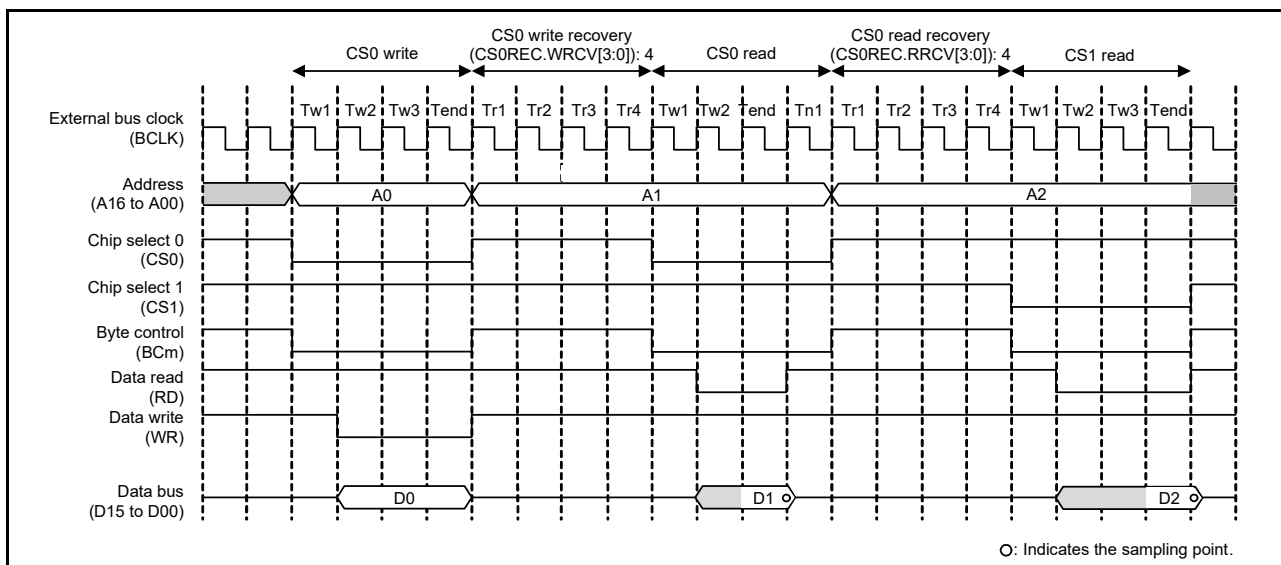 CS0 write
CS0 write recovery
(CS0REC.WRCV[3:0]): 4
CS0 read
CS0 read recovery
(CS0REC.RRCV[3:0]): 4
CS1 read
Tw1 Tw2 Tw3 Tend Tr1 Tr2 Tr3 Tr4 Tw1 Tw2 Tend Tn1 Tr1 Tr2 Tr3 Tr4 Tw1 Tw2 Tw3 Tend
External bus clock
(BCLK)
Address
(A16 to A00)
A0 A1 A2
Chip select 0
(CS0)
Chip select 1
(CS1)
Byte control
(BCm)
Data read
(RD)
Data write
(WR)
Data bus
(D15 to D00)
D0 D1 D2
O: Indicates the sampling point.